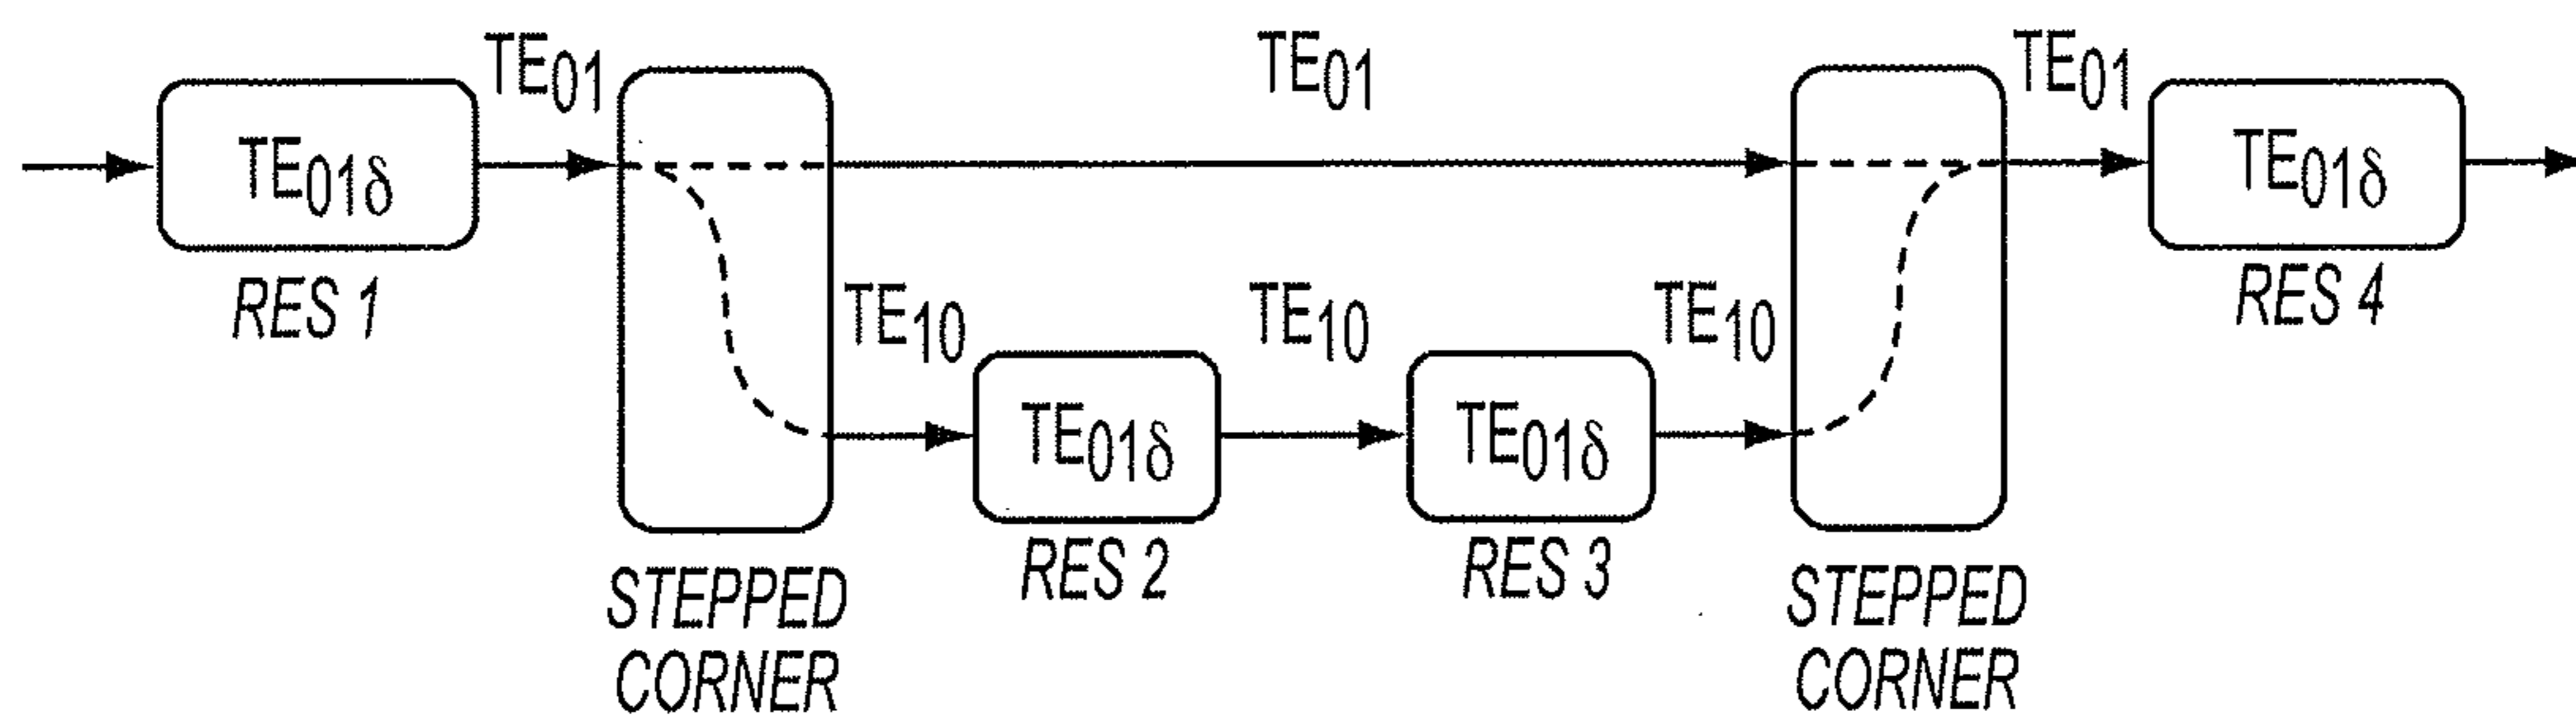 TE01
TE01
TE01
TE01δ
TE01δ
RES 1
RES 4
TE10
TE10
TE10
TE01δ
TE01δ
RES 2
RES 3
STEPPED
CORNER
STEPPED
CORNER